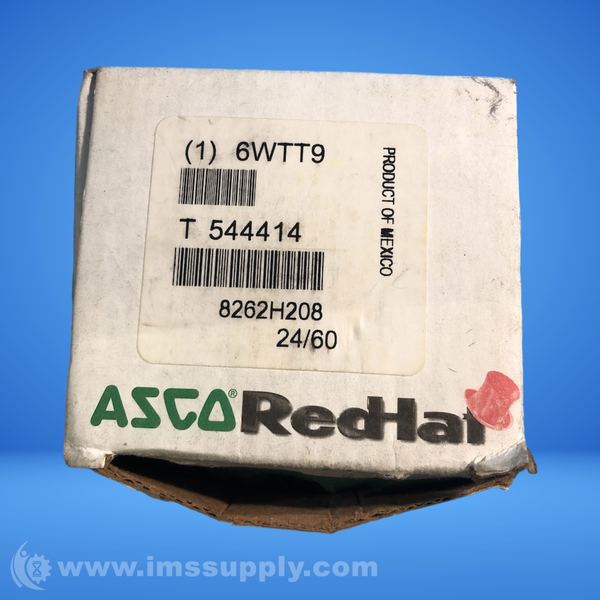 (1) 6WTT9
PRODUCT OF MEXICO
T 544414
8262H208
24/60
ASCO® RedHat
www.imssupply.com